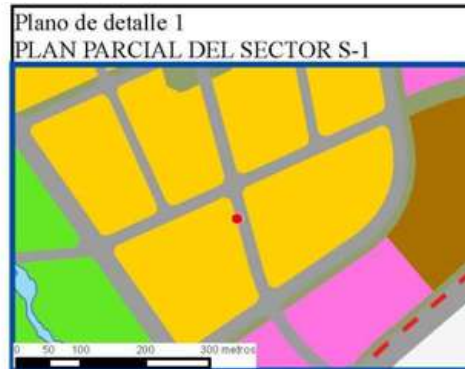 Plano de detalle 1
PLAN PARCIAL DEL SECTOR S-1
0 50 100 200 300 metros